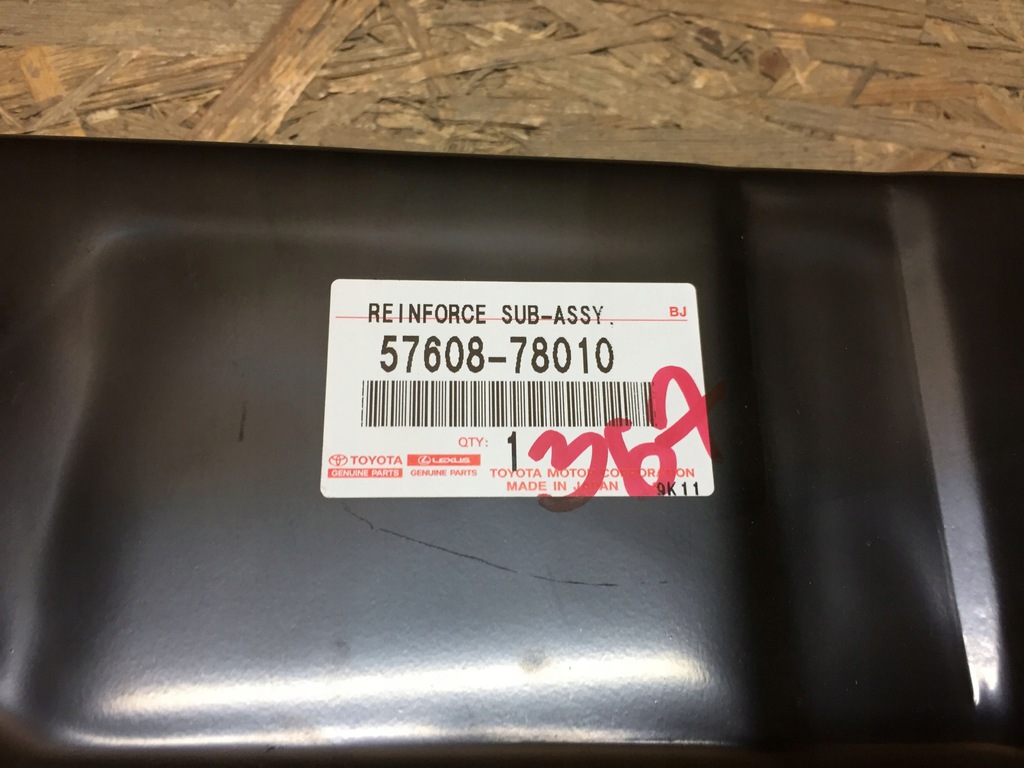 REINFORCE SUB-ASSY.
BJ
57608-78010
QTY: 1
367
TOYOTA
GENUINE PARTS
LEXUS
GENUINE PARTS
TOYOTA MOTOR CORPORATION
MADE IN JAPAN
9K11